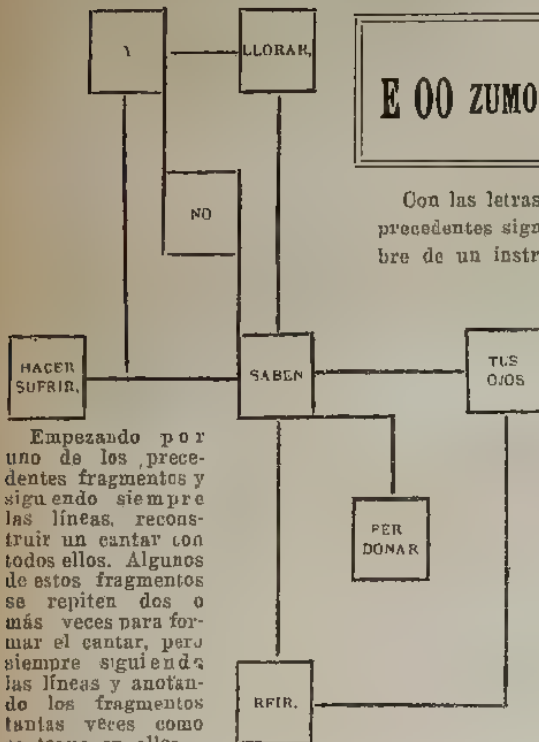 Y
LLORAR,
E OO ZUMO
Con las letras
precedentes sign
bre de un instr
NO
HACER
SUFRIR,
SABEN
TUS
OJOS
PER
DONAR
REIR.
Empezando por
uno de los prece-
dentes fragmentos y
siguendo siempre
las líneas, recons-
truir un cantar con
todos ellos. Algunos
de estos fragmentos
se repiten dos o
más veces para for-
mar el cantar, pero
siempre siguiendo
las líneas y anotan-
do los fragmentos
tantas veces como